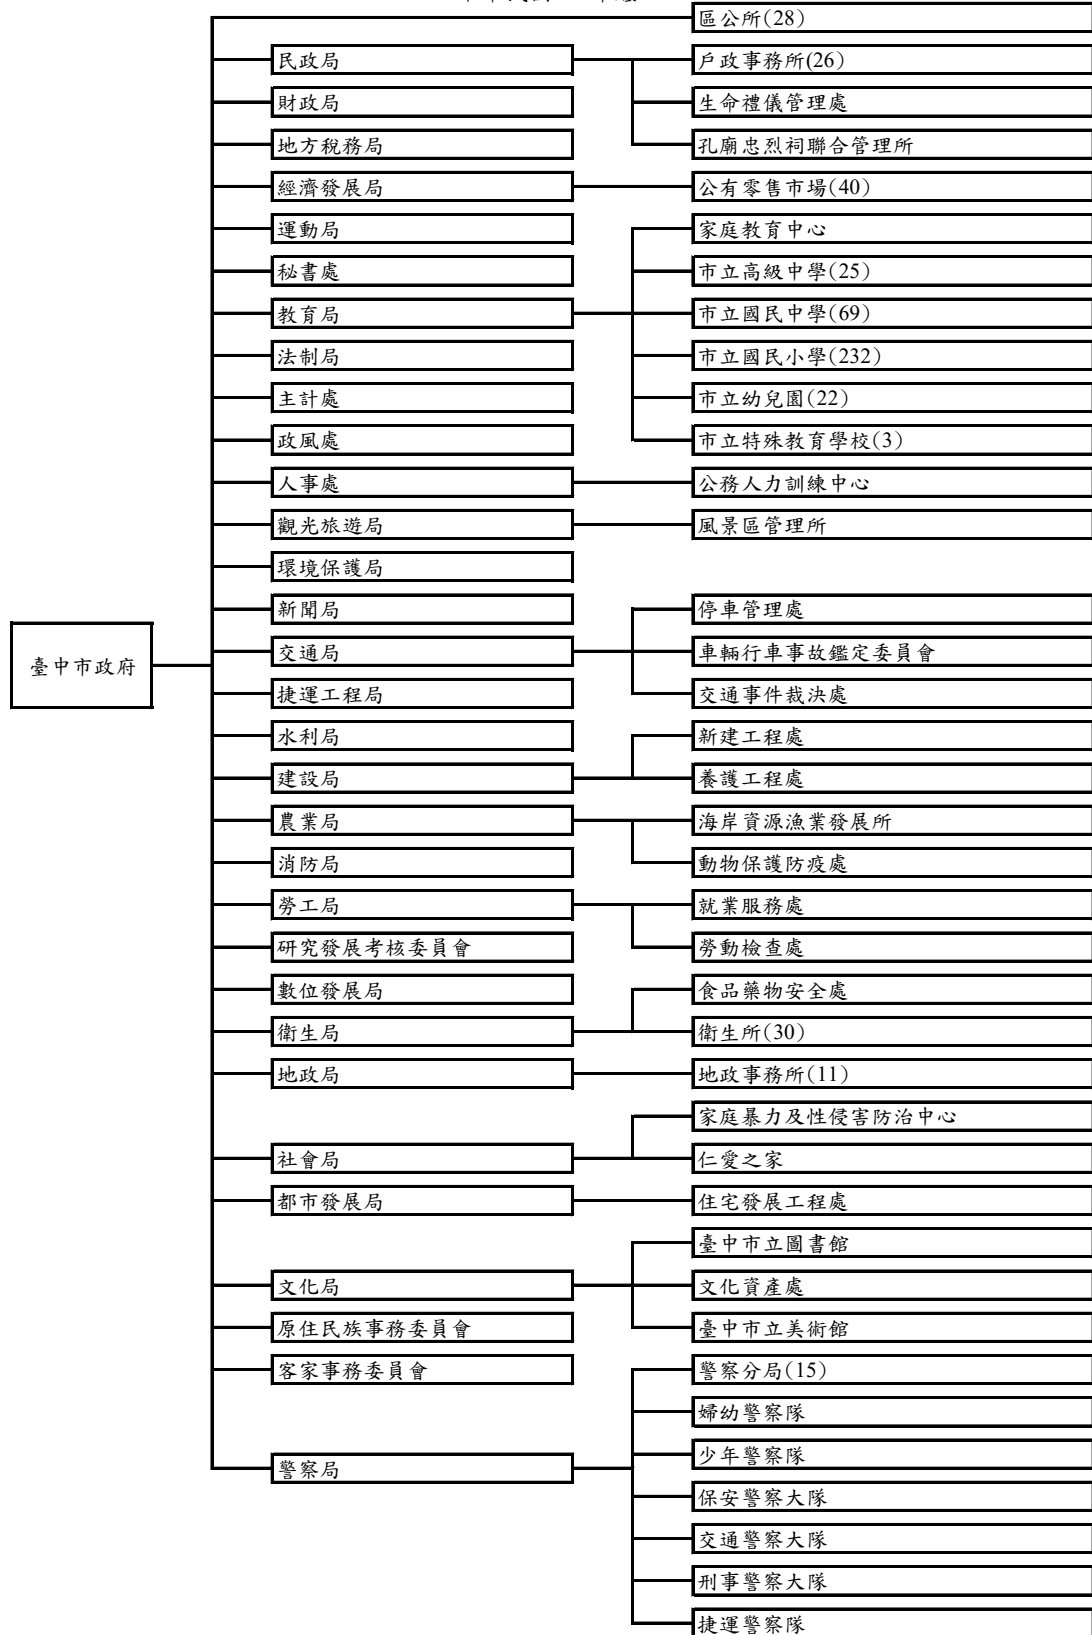 區公所(28)
民政局
戶政事務所(26)
財政局
生命禮儀管理處
地方稅務局
孔廟忠烈祠聯合管理所
經濟發展局
公有零售市場(40)
運動局
家庭教育中心
秘書處
市立高級中學(25)
教育局
市立國民中學(69)
法制局
市立國民小學(232)
主計處
市立幼兒園(22)
政風處
市立特殊教育學校(3)
人事處
公務人力訓練中心
觀光旅遊局
風景區管理所
環境保護局
新聞局
停車管理處
臺中市政府
交通局
車輛行車事故鑑定委員會
捷運工程局
交通事件裁決處
水利局
新建工程處
建設局
養護工程處
農業局
海岸資源漁業發展所
消防局
動物保護防疫處
勞工局
就業服務處
研究發展考核委員會
勞動檢查處
數位發展局
食品藥物安全處
衛生局
衛生所(30)
地政局
地政事務所(11)
家庭暴力及性侵害防治中心
社會局
仁愛之家
都市發展局
住宅發展工程處
臺中市立圖書館
文化局
文化資產處
原住民族事務委員會
臺中市立美術館
客家事務委員會
警察分局(15)
婦幼警察隊
警察局
少年警察隊
保安警察大隊
交通警察大隊
刑事警察大隊
捷運警察隊